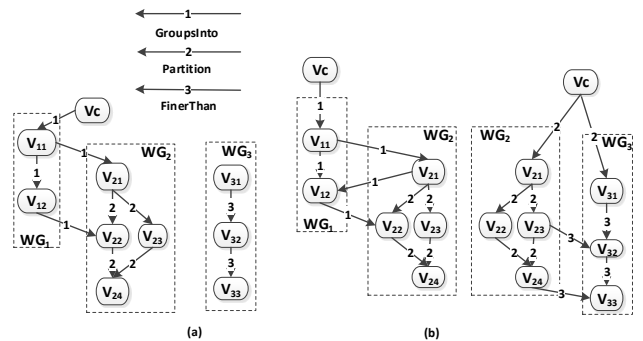 1
GroupsInto
2
Partition
3
FinerThan
Vc
1
V11
1
WG2
V21
1
V12
1
WG1
2
2
V22
V23
2
2
V24
WG3
V31
3
V32
3
V33
(a)
Vc
1
V11
1
WG2
1
V12
1
V21
1
WG1
2
2
V22
V23
2
2
V24
Vc
WG2
2
2
WG3
V21
V31
2
2
3
V22
V23
3
V32
2
2
3
V24
3
V33
(b)